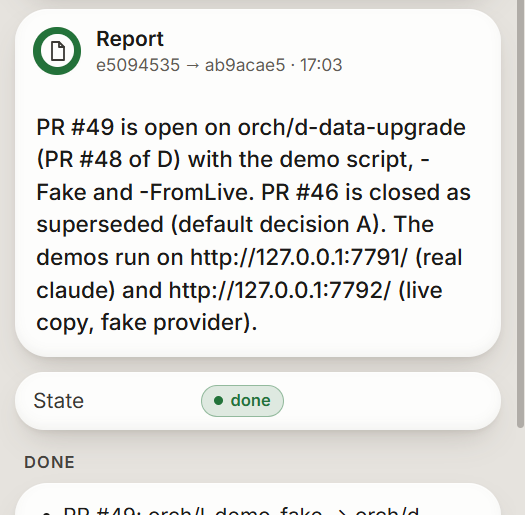 Report
e5094535 → ab9acae5 · 17:03
PR #49 is open on orch/d-data-upgrade
(PR #48 of D) with the demo script, -
Fake and -FromLive. PR #46 is closed as
superseded (default decision A). The
demos run on http://127.0.0.1:7791/ (real
claude) and http://127.0.0.1:7792/ (live
copy, fake provider).
State
done
DONE